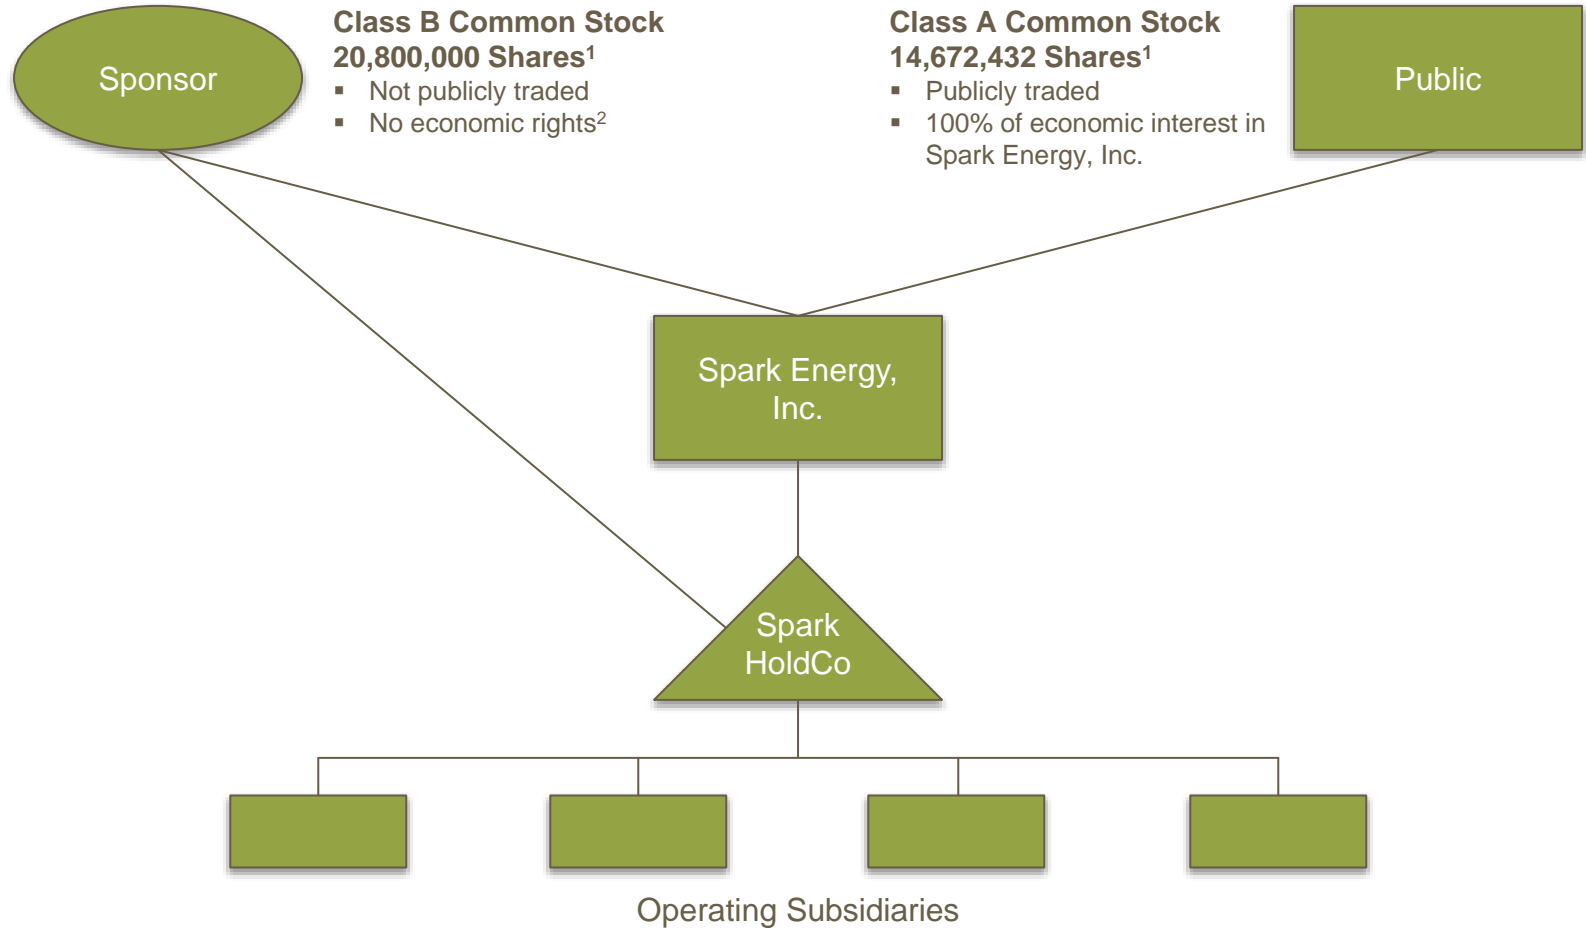 Sponsor
Class B Common Stock
20,800,000 Shares¹
▪ Not publicly traded
▪ No economic rights²
Class A Common Stock
14,672,432 Shares¹
▪ Publicly traded
▪ 100% of economic interest in
Spark Energy, Inc.
Public
Spark Energy,
Inc.
Spark
HoldCo
Operating Subsidiaries